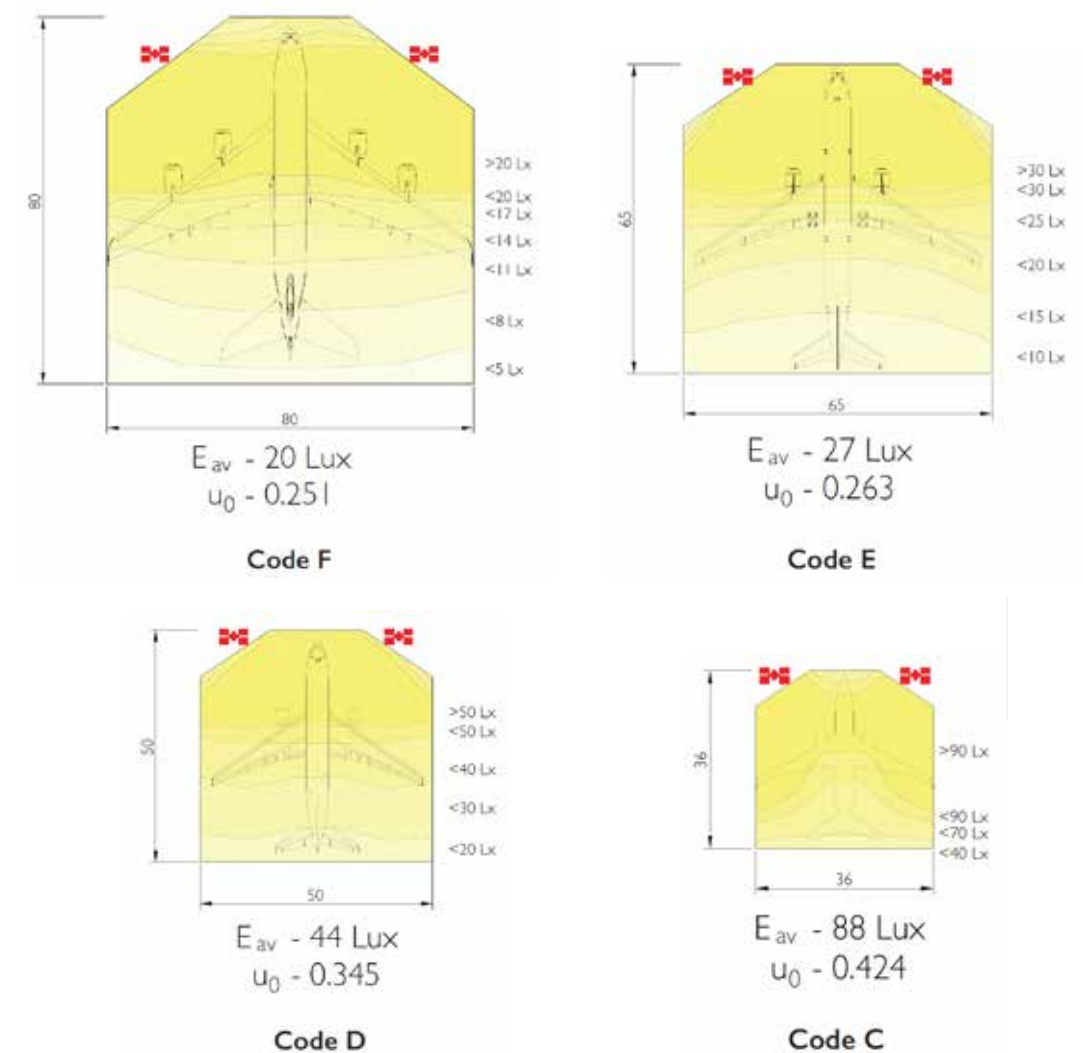 80
>20 Lx
<20 Lx
<17 Lx
<14 Lx
<11 Lx
<8 Lx
<5 Lx
80
E av - 20 Lux
u0 - 0.251
Code F
65
>30 Lx
<30 Lx
<25 Lx
<20 Lx
<15 Lx
<10 Lx
65
E av - 27 Lux
u0 - 0.263
Code E
50
>50 Lx
<50 Lx
<40 Lx
<30 Lx
<20 Lx
50
E av - 44 Lux
u0 - 0.345
Code D
36
>90 Lx
<90 Lx
<70 Lx
<40 Lx
36
E av - 88 Lux
u0 - 0.424
Code C